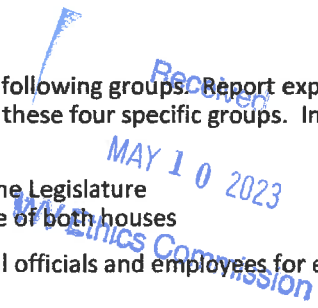 following groups. Report exp
Received
these four specific groups. In
MAY 10 2023
ne Legislature
e of both houses
WV Ethics Commission
l officials and employees for e